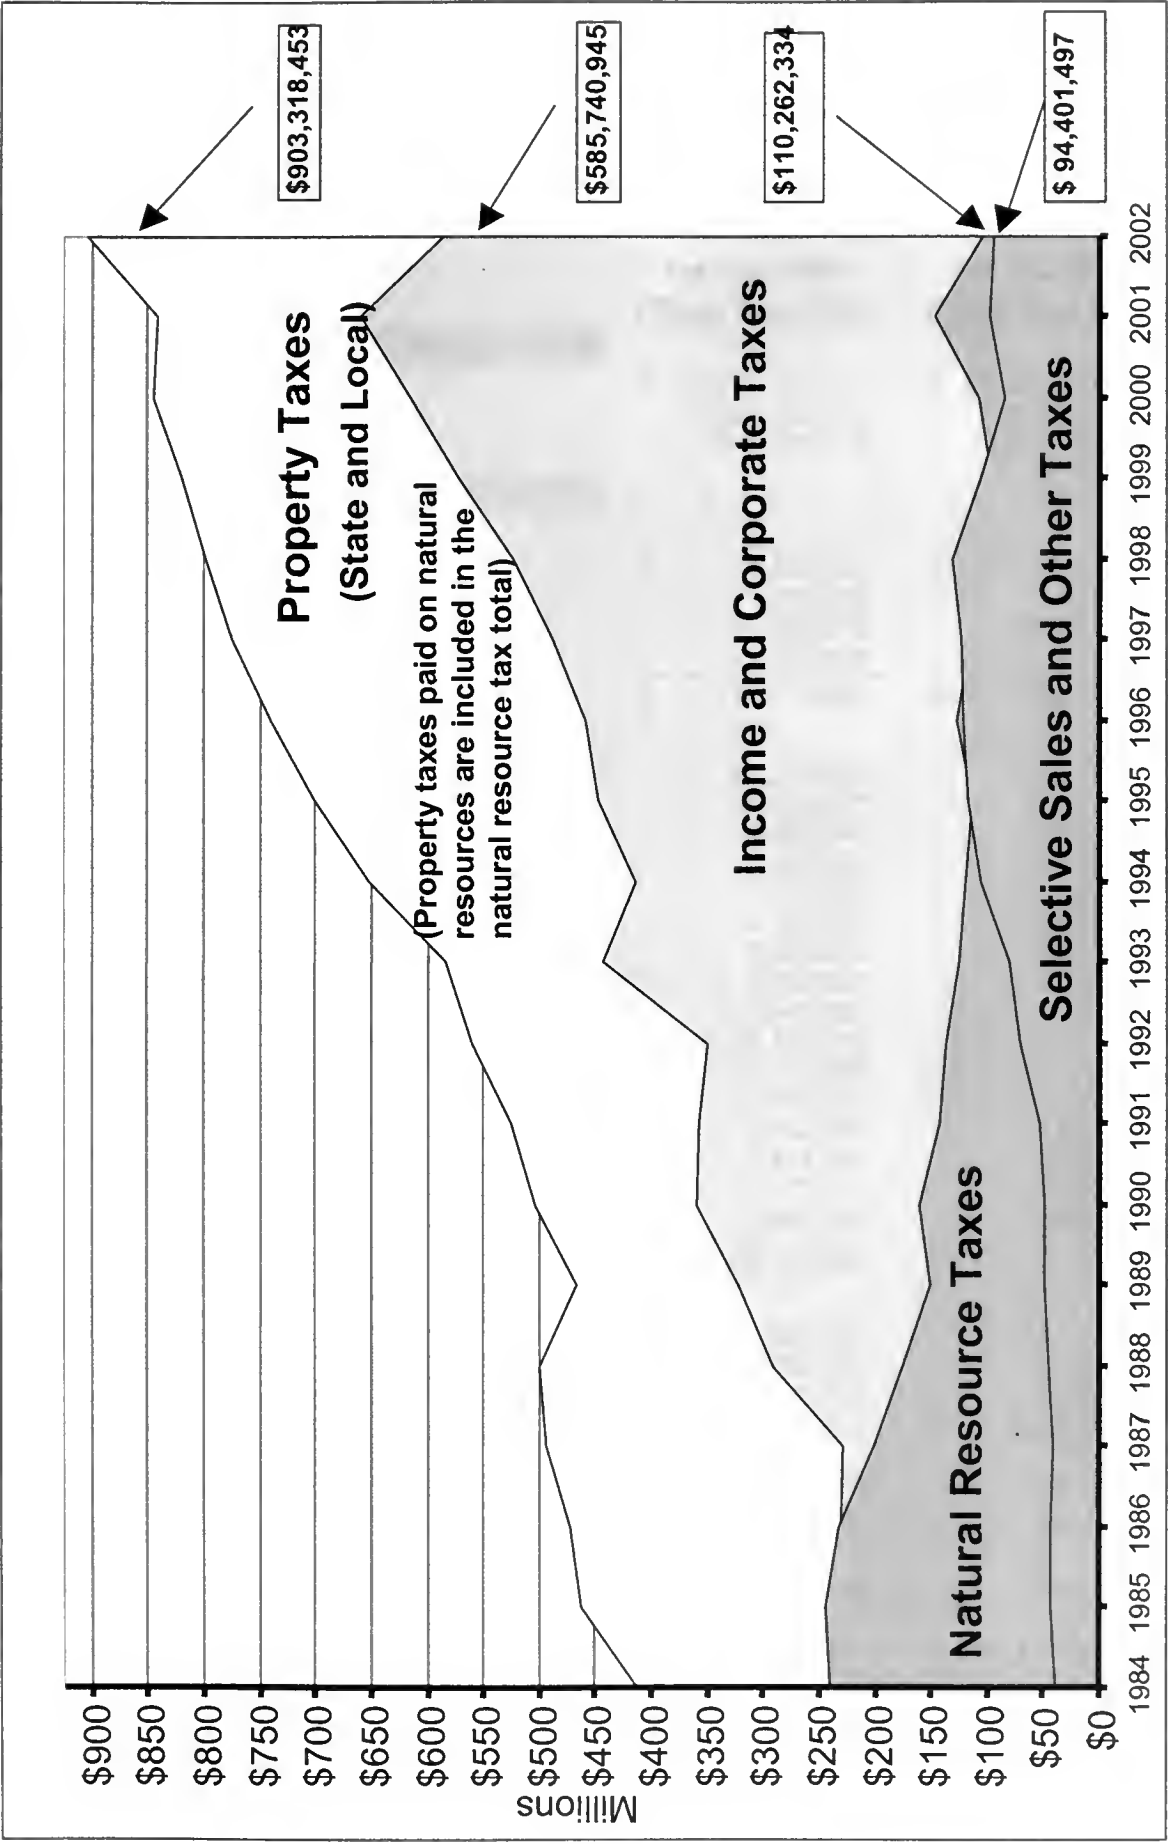 $903,318,453
$585,740,945
$110,262,334
$ 94,401,497
Property Taxes
(State and Local)
(Property taxes paid on natural
resources are included in the
natural resource tax total)
Income and Corporate Taxes
Natural Resource Taxes
Selective Sales and Other Taxes
Millions
$900
$850
$800
$750
$700
$650
$600
$550
$500
$450
$400
$350
$300
$250
$200
$150
$100
$50
$0
1984 1985 1986 1987 1988 1989 1990 1991 1992 1993 1994 1995 1996 1997 1998 1999 2000 2001 2002